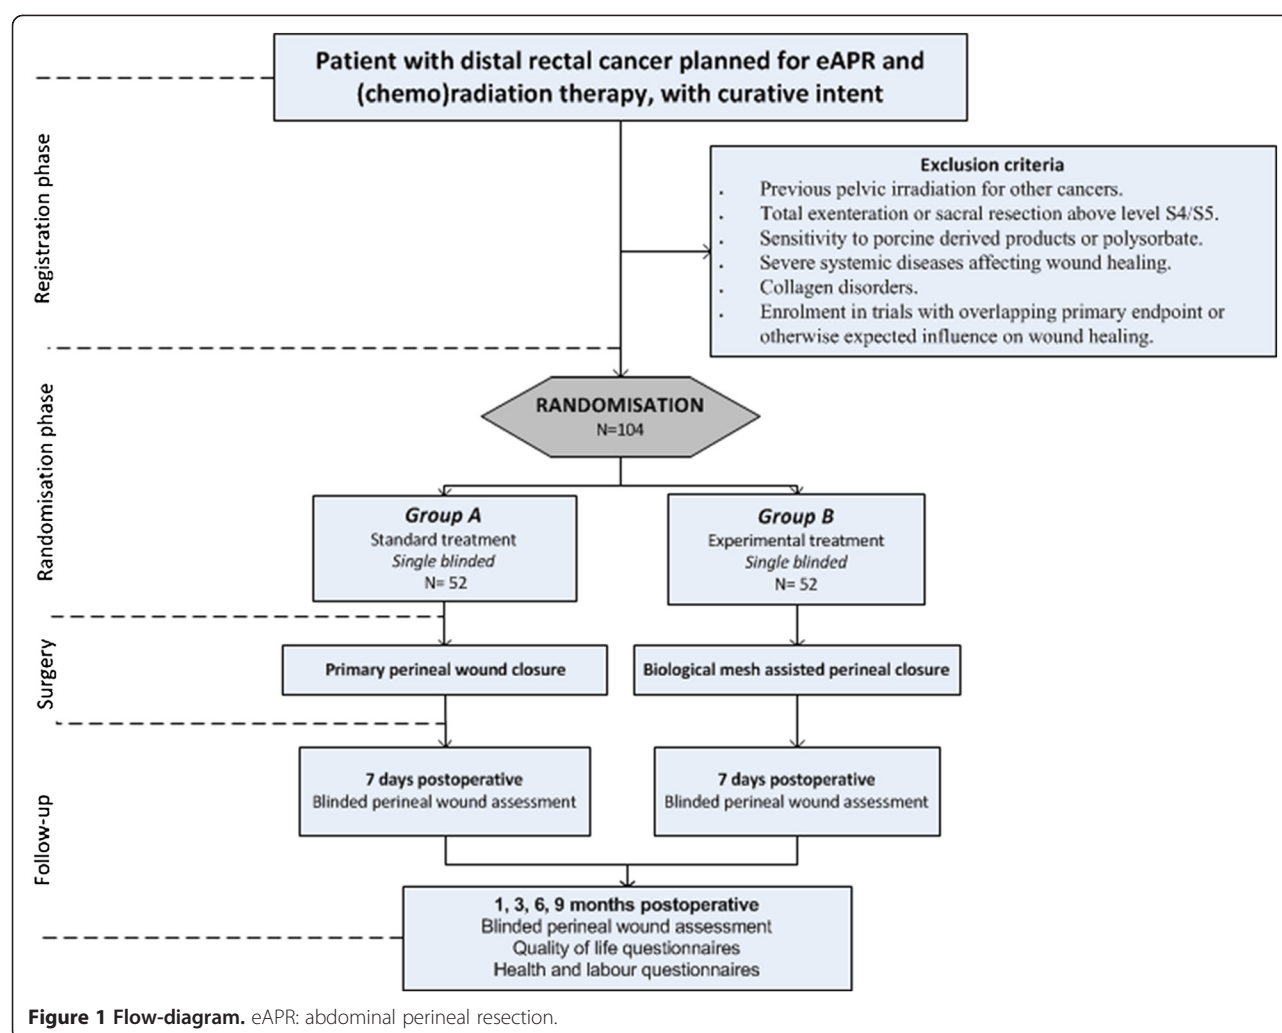 Patient with distal rectal cancer planned for eAPR and
(chemo)radiation therapy, with curative intent
Registration phase
Exclusion criteria
. Previous pelvic irradiation for other cancers.
. Total exenteration or sacral resection above level S4/S5.
. Sensitivity to porcine derived products or polysorbate.
. Severe systemic diseases affecting wound healing.
. Collagen disorders.
. Enrolment in trials with overlapping primary endpoint or
otherwise expected influence on wound healing.
Randomisation phase
RANDOMISATION
N=104
Group A
Standard treatment
Single blinded
N= 52
Group B
Experimental treatment
Single blinded
N= 52
Surgery
Primary perineal wound closure
Biological mesh assisted perineal closure
Follow-up
7 days postoperative
Blinded perineal wound assessment
7 days postoperative
Blinded perineal wound assessment
1, 3, 6, 9 months postoperative
Blinded perineal wound assessment
Quality of life questionnaires
Health and labour questionnaires
Figure 1 Flow-diagram. eAPR: abdominal perineal resection.